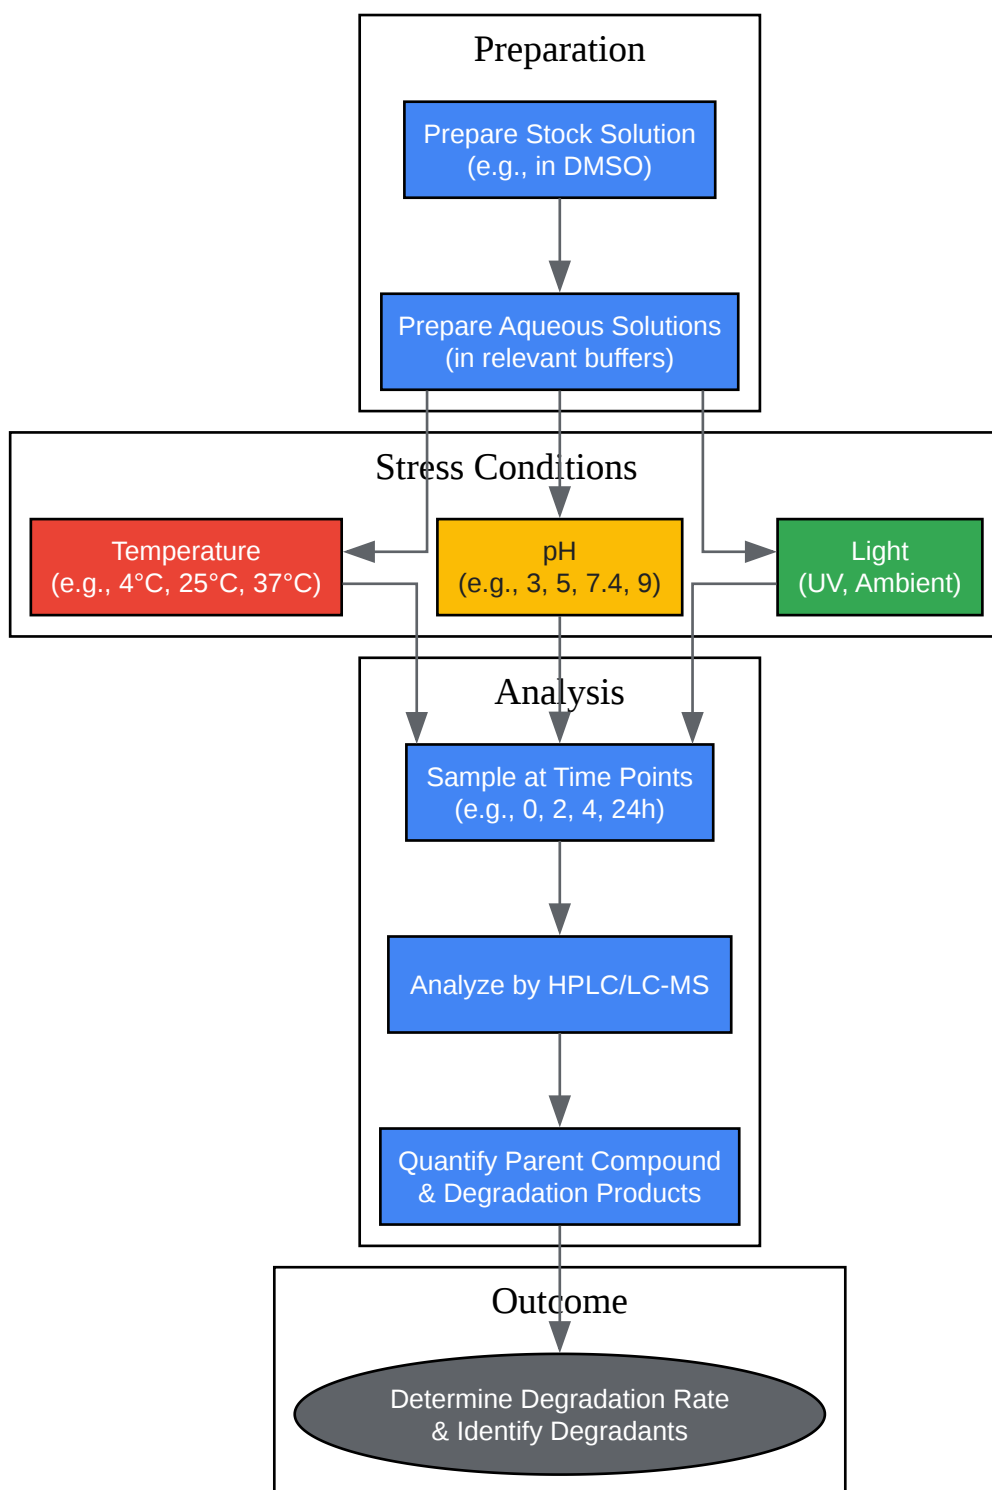 Preparation
Prepare Stock Solution
(e.g., in DMSO)
Prepare Aqueous Solutions
(in relevant buffers)
Stress Conditions
Temperature
(e.g., 4°C, 25°C, 37°C)
pH
(e.g., 3, 5, 7.4, 9)
Light
(UV, Ambient)
Analysis
Sample at Time Points
(e.g., 0, 2, 4, 24h)
Analyze by HPLC/LC-MS
Quantify Parent Compound
& Degradation Products
Outcome
Determine Degradation Rate
& Identify Degradants